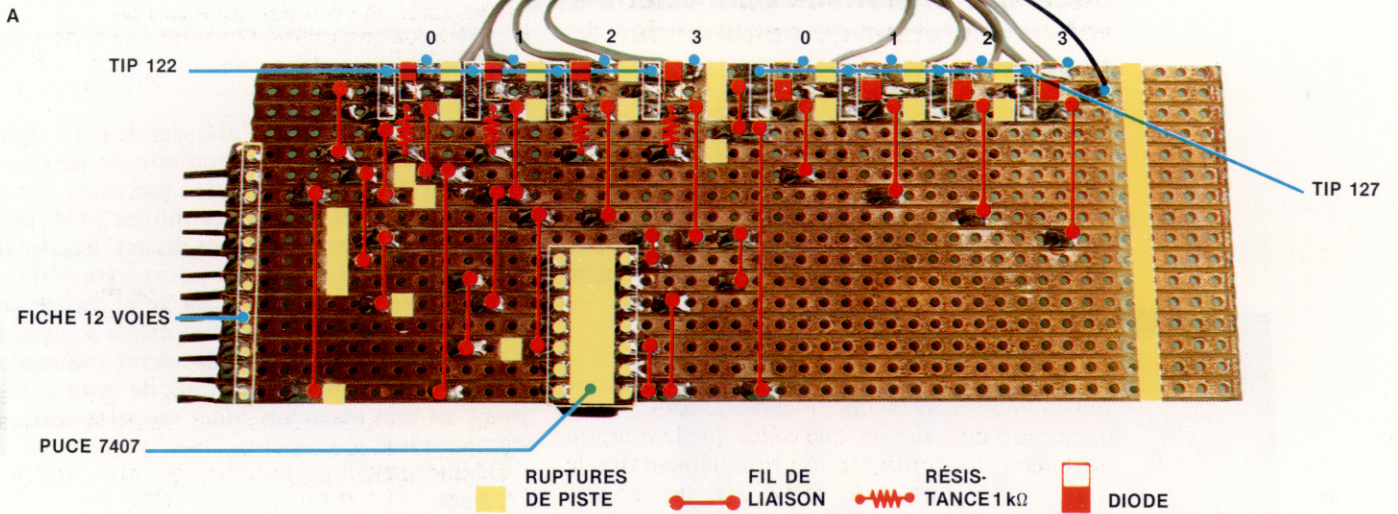 A
0 1 2 3 0 1 2 3
TIP 122
TIP 127
FICHE 12 VOIES
PUCE 7407
RUPTURES
DE PISTE
FIL DE
LIAISON
RÉSIS-
TANCE 1 kΩ
DIODE